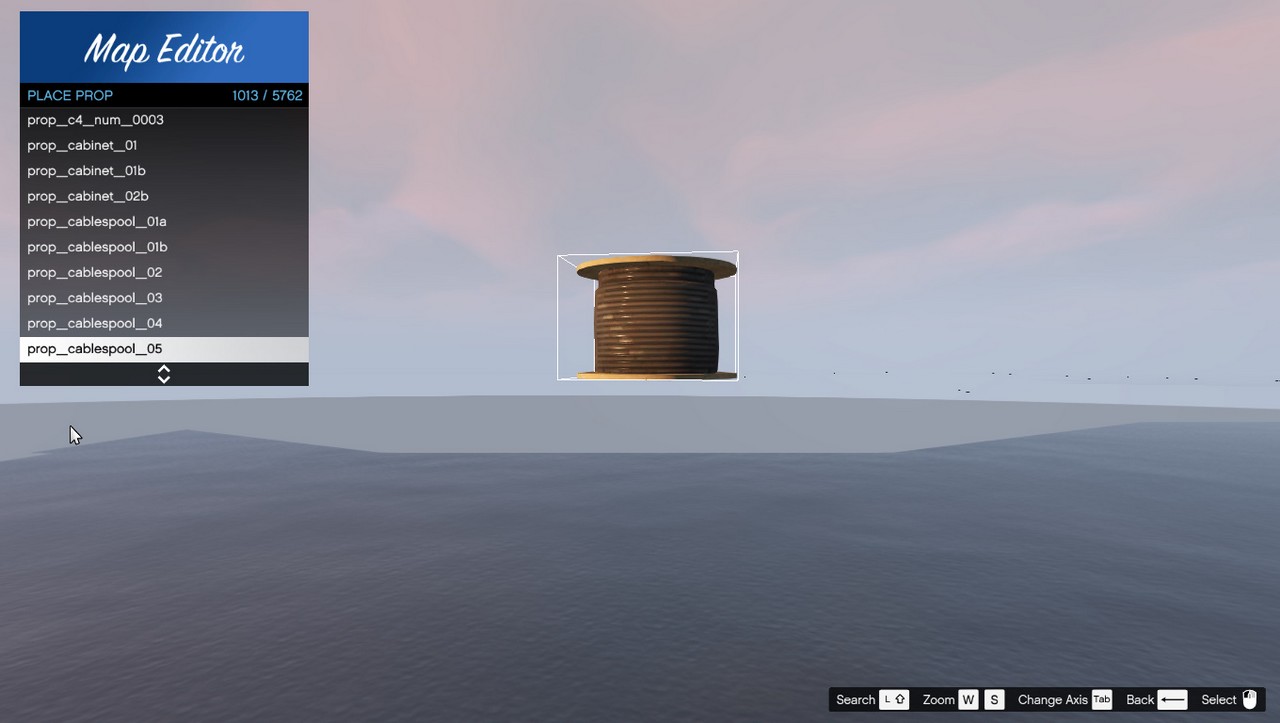 Map Editor
PLACE PROP 1013 / 5762
prop__c4__num__0003
prop__cabinet__01
prop__cabinet__01b
prop__cabinet__02b
prop__cablespool__01a
prop__cablespool__01b
prop__cablespool__02
prop__cablespool__03
prop__cablespool__04
prop__cablespool__05
Search L⇧ Zoom W S Change Axis Tab Back ⟵ Select